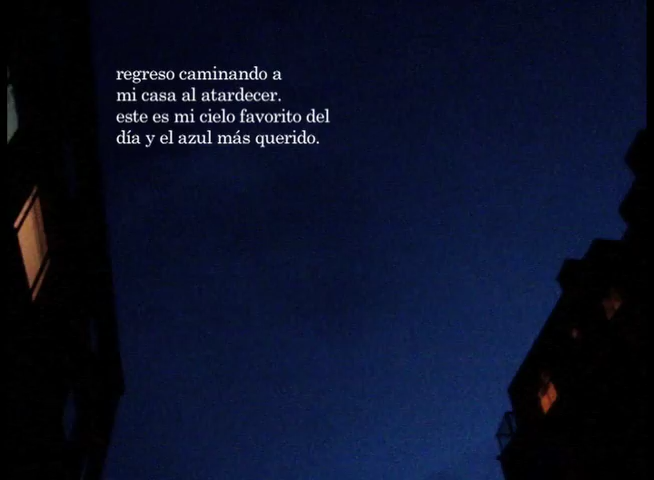 regreso caminando a
mi casa al atardecer.
este es mi cielo favorito del
día y el azul más querido.